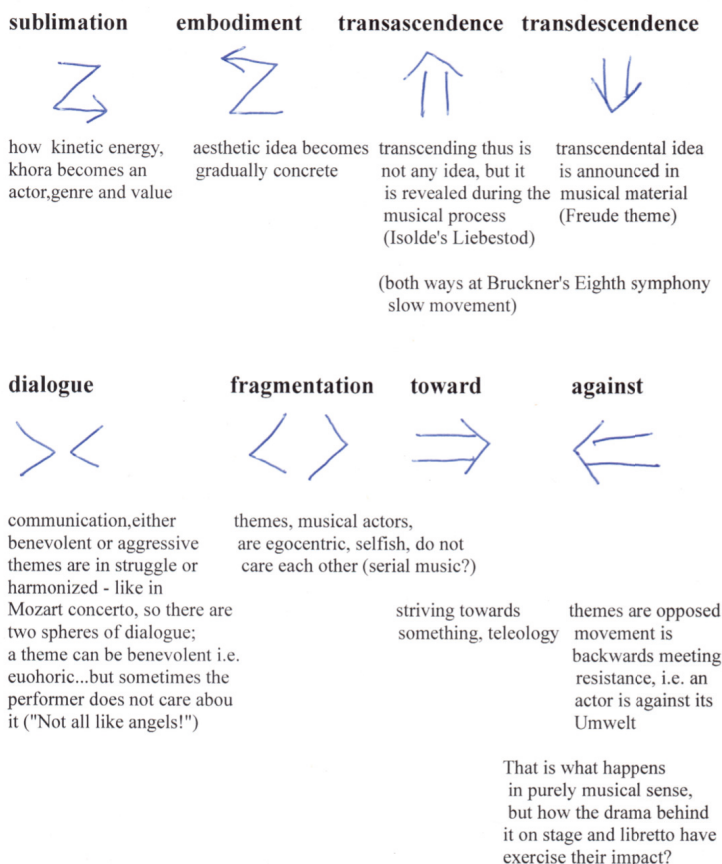 sublimation embodiment transascendence transdescendence
how kinetic energy,
khora becomes an
actor,genre and value
aesthetic idea becomes
gradually concrete
transcending thus is
not any idea, but it
is revealed during the
musical process
(Isolde's Liebestod)
transcendental idea
is announced in
musical material
(Freude theme)
(both ways at Bruckner's Eighth symphony
slow movement)
dialogue fragmentation toward against
communication,either
benevolent or aggressive
themes are in struggle or
harmonized - like in
Mozart concerto, so there are
two spheres of dialogue;
a theme can be benevolent i.e.
euohoric...but sometimes the
performer does not care abou
it ("Not all like angels!")
themes, musical actors,
are egocentric, selfish, do not
care each other (serial music?)
striving towards
something, teleology
themes are opposed
movement is
backwards meeting
resistance, i.e. an
actor is against its
Umwelt
That is what happens
in purely musical sense,
but how the drama behind
it on stage and libretto have
exercise their impact?